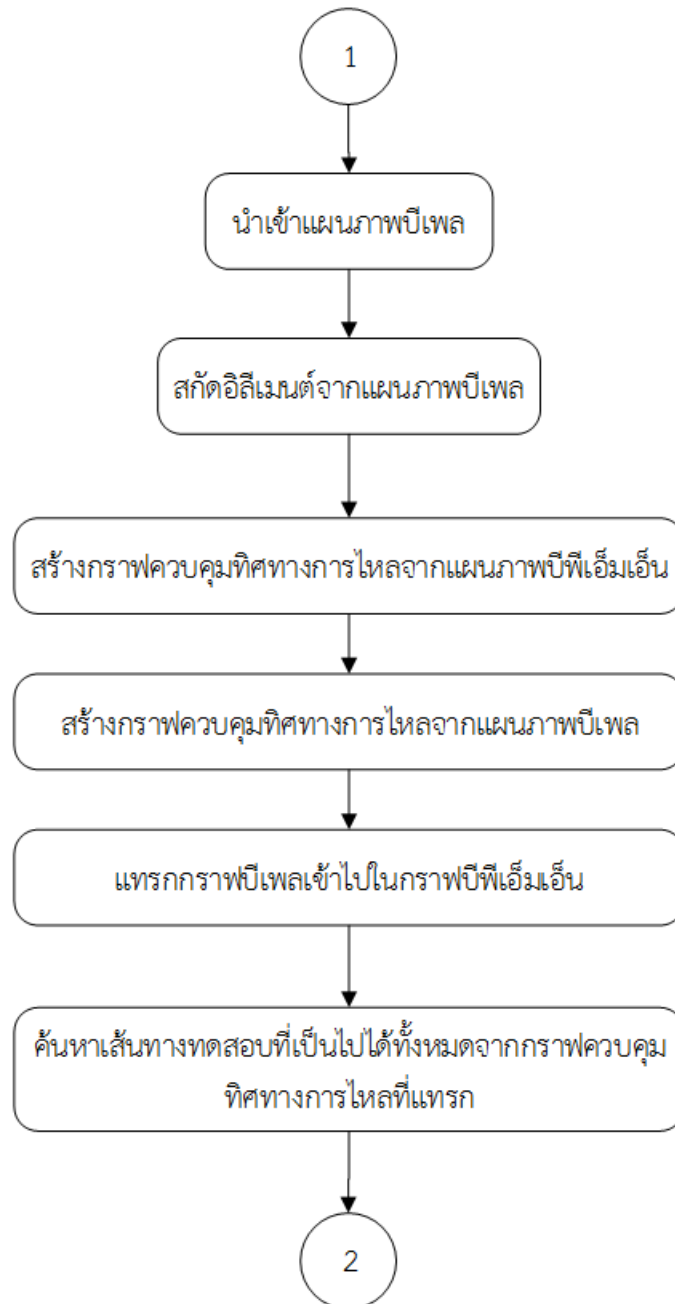 1
นำเข้าแผนภาพบีเพล
สกัดอิลีเมนต์จากแผนภาพบีเพล
สร้างกราฟควบคุมทิศทางการไหลจากแผนภาพบีพีเอ็มเอ็น
สร้างกราฟควบคุมทิศทางการไหลจากแผนภาพบีเพล
แทรกกราฟบีเพลเข้าไปในกราฟบีพีเอ็มเอ็น
ค้นหาเส้นทางทดสอบที่เป็นไปได้ทั้งหมดจากกราฟควบคุม
ทิศทางการไหลที่แทรก
2